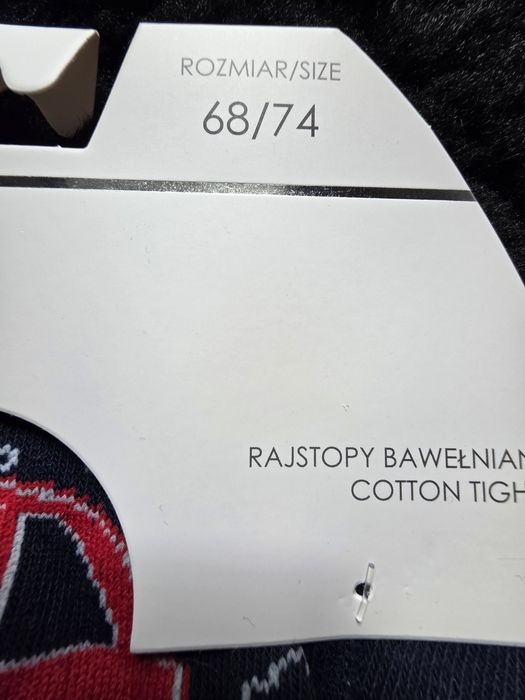 ROZMIAR/SIZE
68/74
RAJSTOPY BAWEŁNIAN
COTTON TIGH